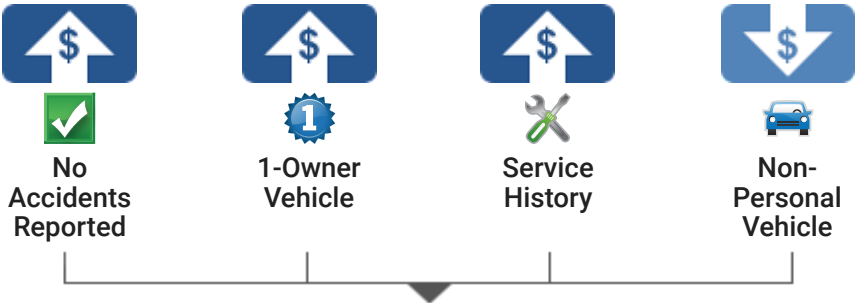 $
$
$
$
1
No
Accidents
Reported
1-Owner
Vehicle
Service
History
Non-
Personal
Vehicle